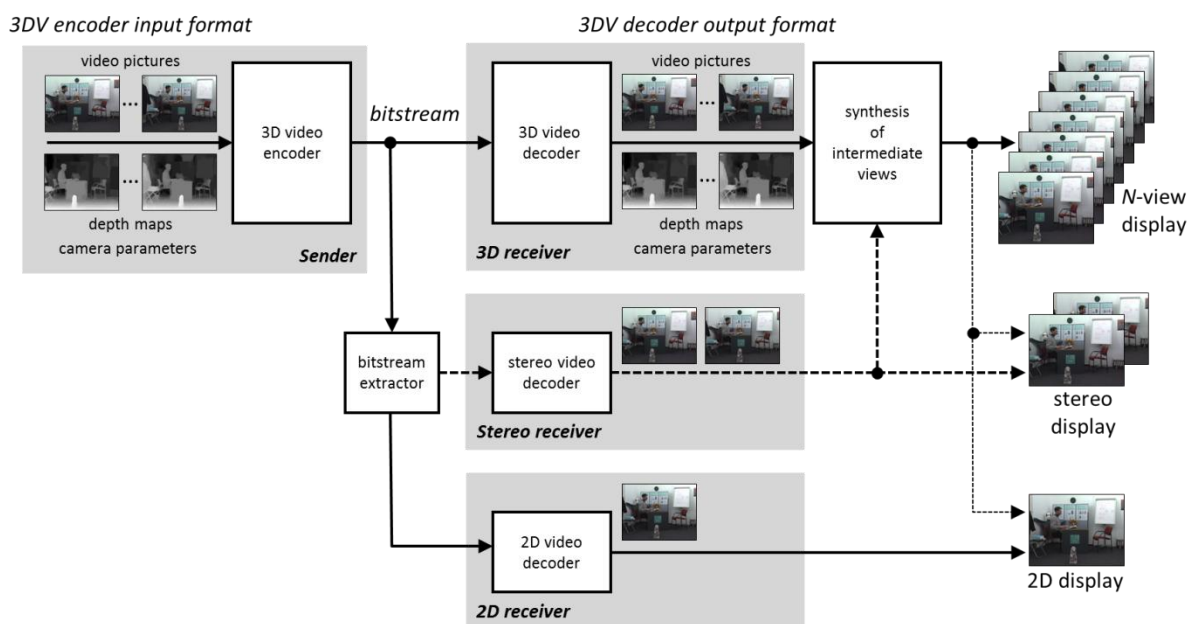 3DV encoder input format
3DV decoder output format
video pictures
...
3D video
encoder
...
depth maps
camera parameters
Sender
bitstream
3D video
decoder
video pictures
...
...
depth maps
camera parameters
3D receiver
synthesis
of
intermediate
views
N-view
display
bitstream
extractor
stereo video
decoder
Stereo receiver
stereo
display
2D video
decoder
2D receiver
2D display